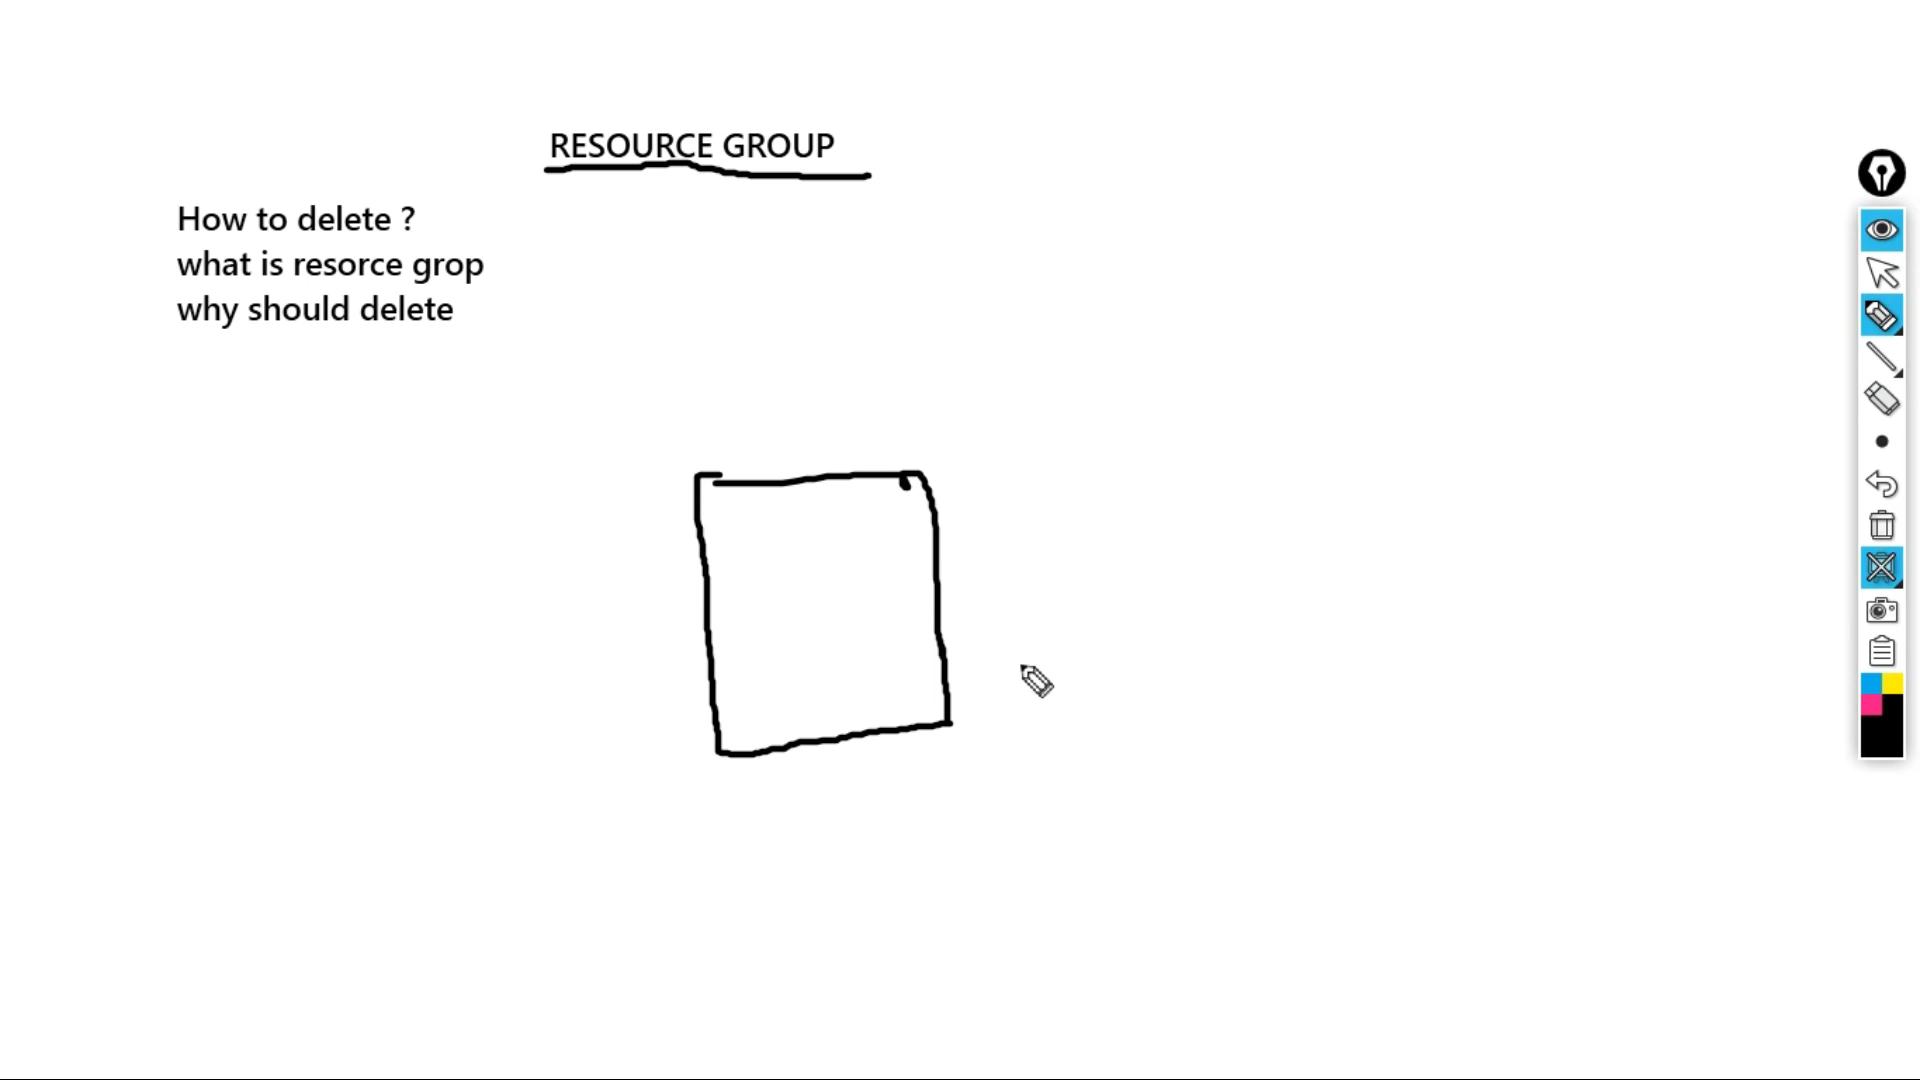 RESOURCE GROUP
How to delete ?
what is resorce grop
why should delete